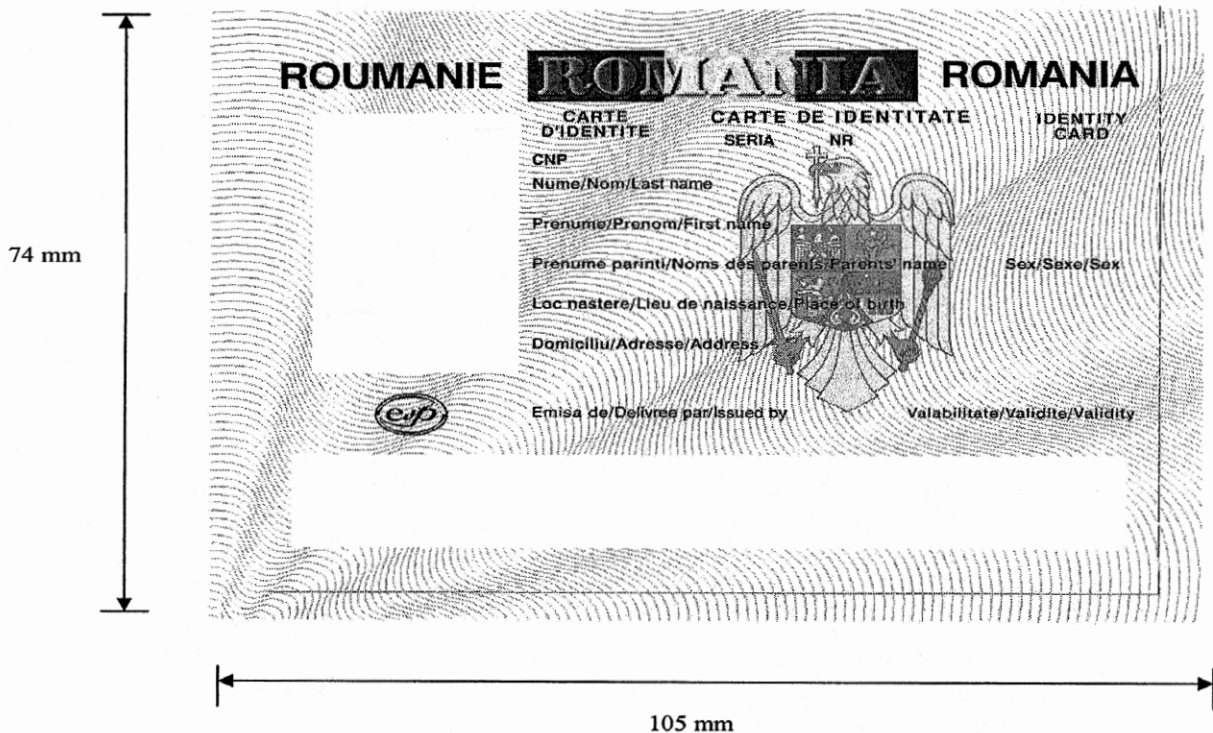 ROUMANIE ROMANIA ROMANIA
CARTE D'IDENTITE
CARTE DE IDENTITATE
IDENTITY CARD
SERIA NR
CNP
Nume/Nom/Last name
Prenume/Prenom/First name
Prenume parinti/Noms des parents/Parents' name Sex/Sexe/Sex
Loc nastere/Lieu de naissance/Place of birth
Domiciliu/Adresse/Address
74 mm
Emisa de/Delivree par/Issued by Valabilitate/Validite/Validity
105 mm